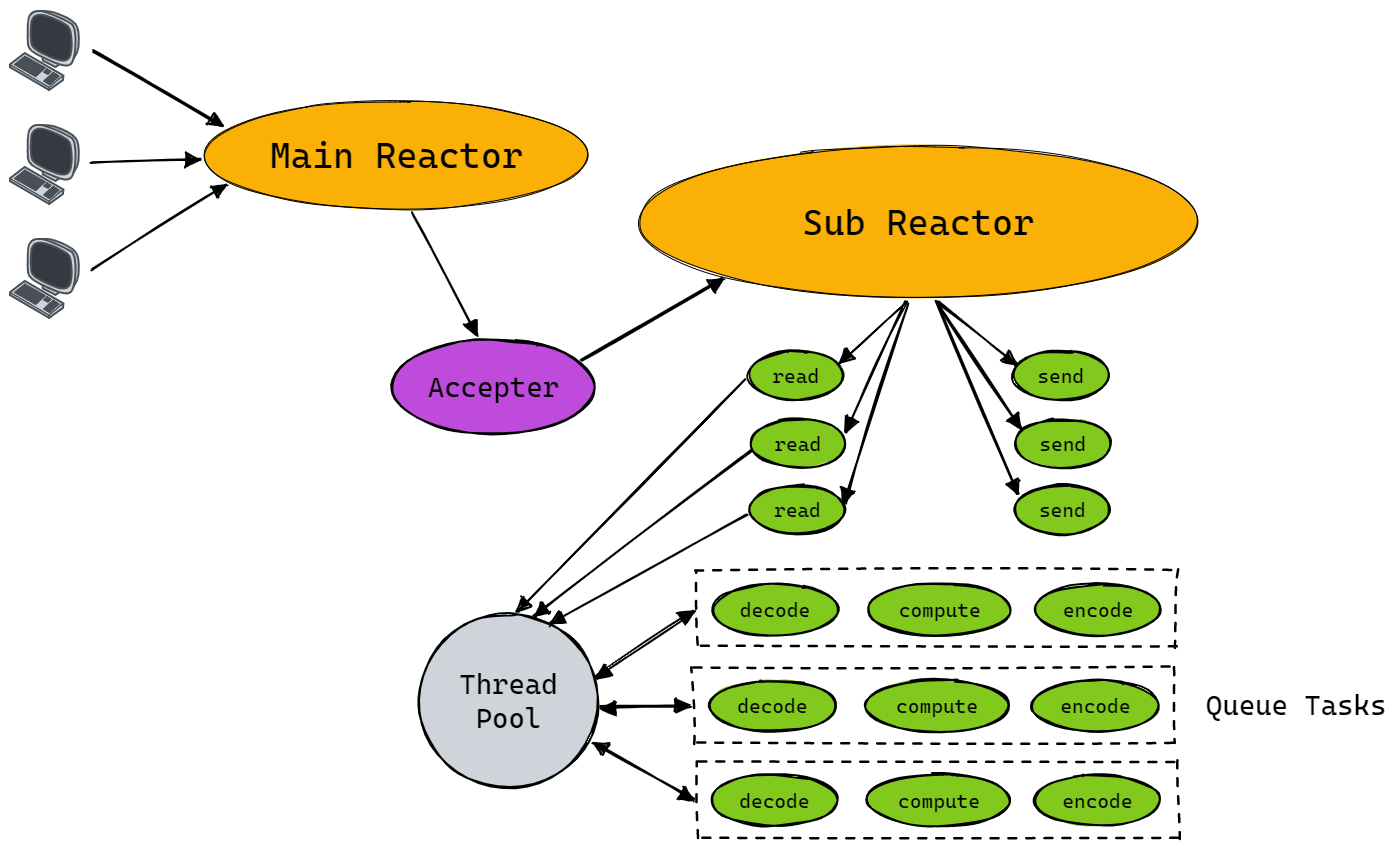 Main Reactor
Sub Reactor
Accepter
read
send
read
send
read
send
decode
compute
encode
Thread
Pool
decode
compute
encode
Queue Tasks
decode
compute
encode